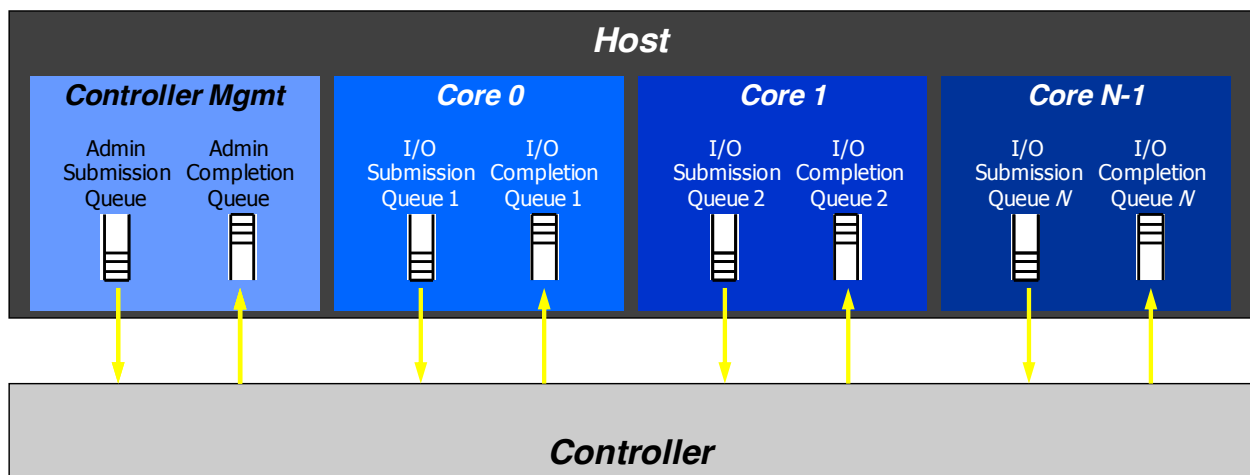 Host
Controller Mgmt
Admin
Submission
Queue
Admin
Completion
Queue
Core 0
I/O
Submission
Queue 1
I/O
Completion
Queue 1
Core 1
I/O
Submission
Queue 2
I/O
Completion
Queue 2
Core N-1
I/O
Submission
Queue N
I/O
Completion
Queue N
Controller